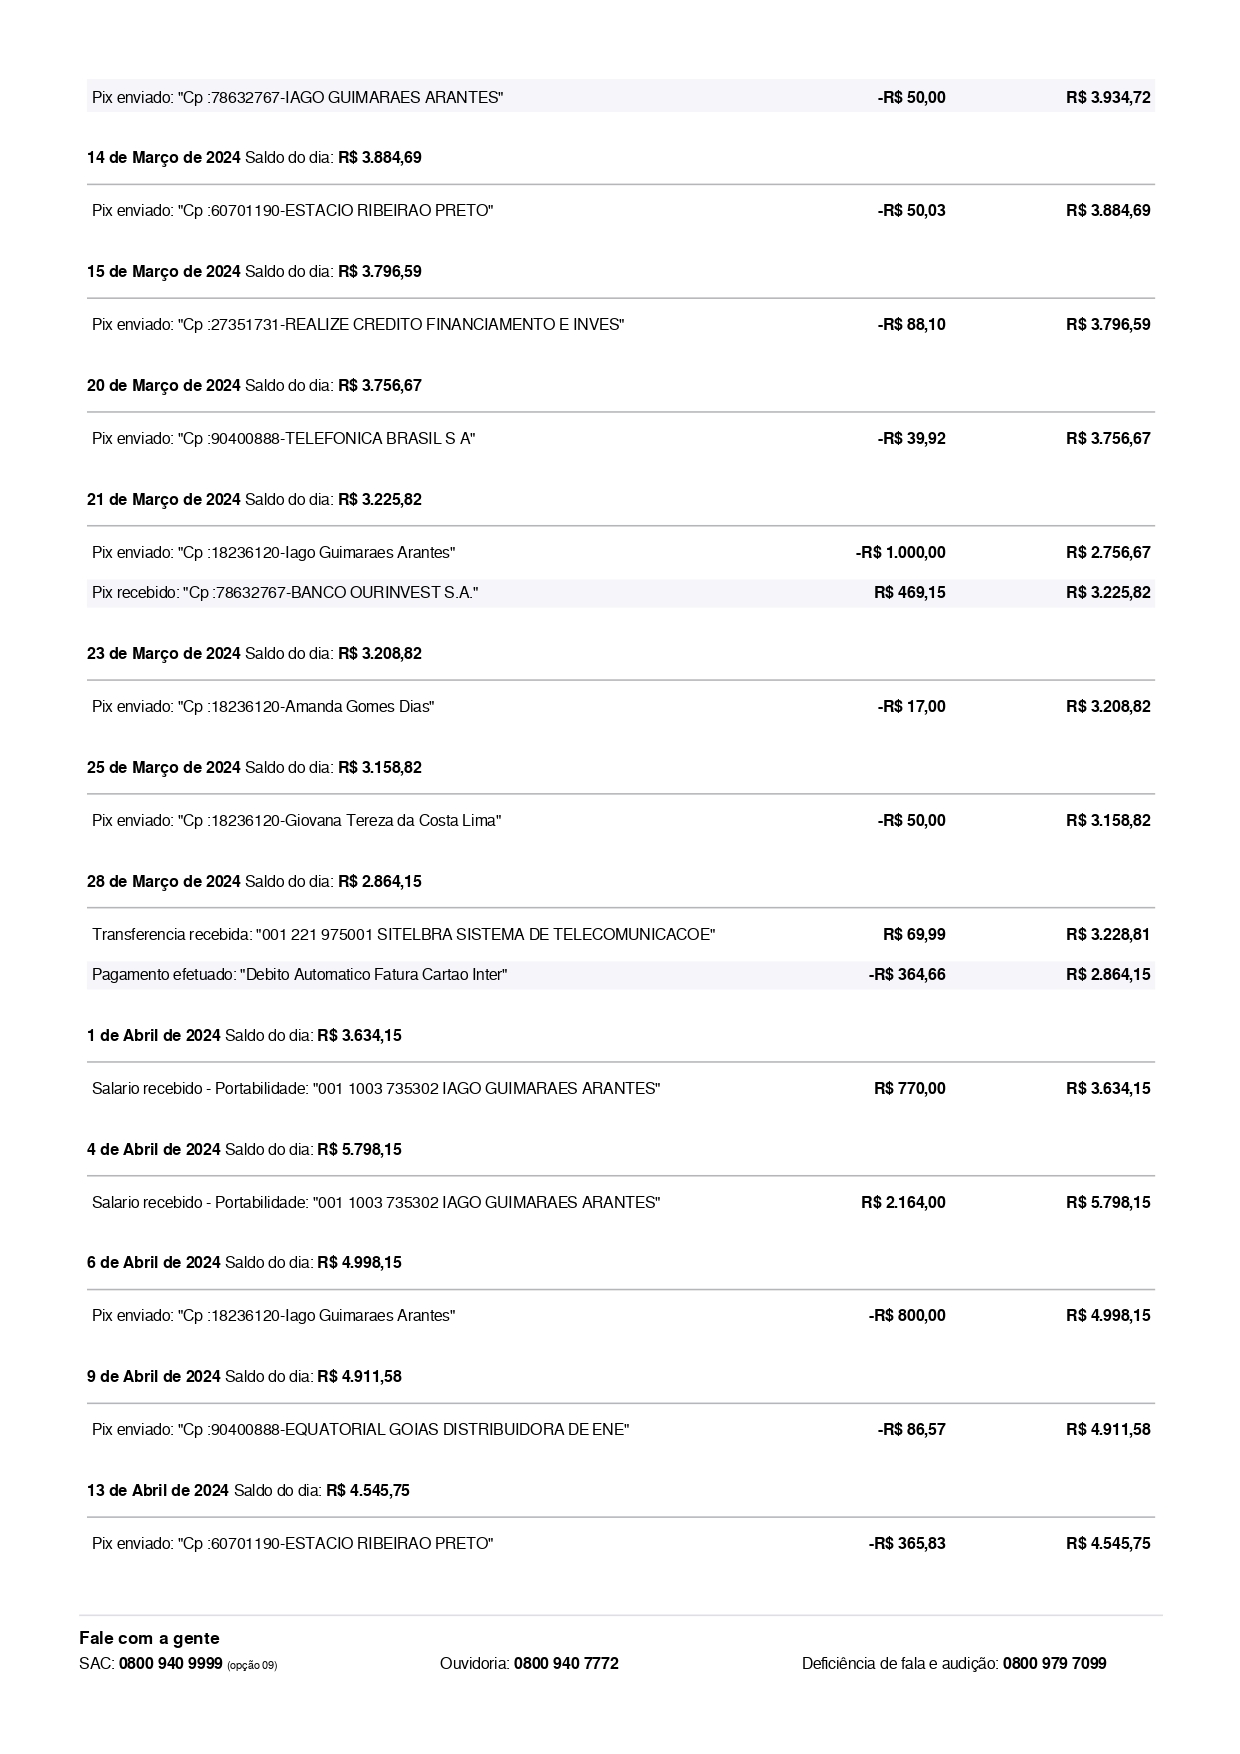 Pix enviado: "Cp :78632767-IAGO GUIMARAES ARANTES" -R$ 50,00 R$ 3.934,72
14 de Março de 2024 Saldo do dia: R$ 3.884,69
Pix enviado: "Cp :60701190-ESTACIO RIBEIRAO PRETO" -R$ 50,03 R$ 3.884,69
15 de Março de 2024 Saldo do dia: R$ 3.796,59
Pix enviado: "Cp :27351731-REALIZE CREDITO FINANCIAMENTO E INVES" -R$ 88,10 R$ 3.796,59
20 de Março de 2024 Saldo do dia: R$ 3.756,67
Pix enviado: "Cp :90400888-TELEFONICA BRASIL S A" -R$ 39,92 R$ 3.756,67
21 de Março de 2024 Saldo do dia: R$ 3.225,82
Pix enviado: "Cp :18236120-Iago Guimaraes Arantes" -R$ 1.000,00 R$ 2.756,67
Pix recebido: "Cp :78632767-BANCO OURINVEST S.A." R$ 469,15 R$ 3.225,82
23 de Março de 2024 Saldo do dia: R$ 3.208,82
Pix enviado: "Cp :18236120-Amanda Gomes Dias" -R$ 17,00 R$ 3.208,82
25 de Março de 2024 Saldo do dia: R$ 3.158,82
Pix enviado: "Cp :18236120-Giovana Tereza da Costa Lima" -R$ 50,00 R$ 3.158,82
28 de Março de 2024 Saldo do dia: R$ 2.864,15
Transferencia recebida: "001 221 975001 SITELBRA SISTEMA DE TELECOMUNICACOE" R$ 69,99 R$ 3.228,81
Pagamento efetuado: "Debito Automatico Fatura Cartao Inter" -R$ 364,66 R$ 2.864,15
1 de Abril de 2024 Saldo do dia: R$ 3.634,15
Salario recebido - Portabilidade: "001 1003 735302 IAGO GUIMARAES ARANTES" R$ 770,00 R$ 3.634,15
4 de Abril de 2024 Saldo do dia: R$ 5.798,15
Salario recebido - Portabilidade: "001 1003 735302 IAGO GUIMARAES ARANTES" R$ 2.164,00 R$ 5.798,15
6 de Abril de 2024 Saldo do dia: R$ 4.998,15
Pix enviado: "Cp :18236120-Iago Guimaraes Arantes" -R$ 800,00 R$ 4.998,15
9 de Abril de 2024 Saldo do dia: R$ 4.911,58
Pix enviado: "Cp :90400888-EQUATORIAL GOIAS DISTRIBUIDORA DE ENE" -R$ 86,57 R$ 4.911,58
13 de Abril de 2024 Saldo do dia: R$ 4.545,75
Pix enviado: "Cp :60701190-ESTACIO RIBEIRAO PRETO" -R$ 365,83 R$ 4.545,75
Fale com a gente
SAC: 0800 940 9999 (opção 09) Ouvidoria: 0800 940 7772 Deficiência de fala e audição: 0800 979 7099